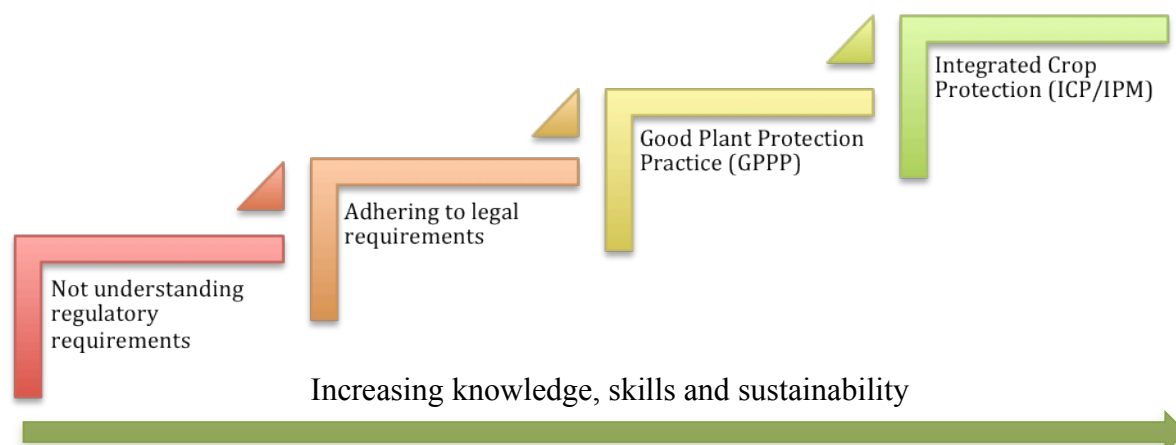 Not understanding
regulatory
requirements
Adhering to legal
requirements
Good Plant Protection
Practice (GPPP)
Integrated Crop
Protection (ICP/IPM)
Increasing knowledge, skills and sustainability